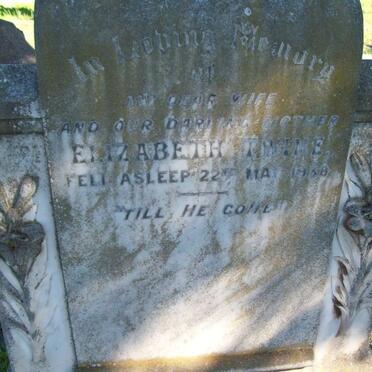 In Loving Memory
of
MY DEAR WIFE
AND OUR DARLING MOTHER
ELIZABETH
FELL ASLEEP 22ND MAY
"TILL HE COME"